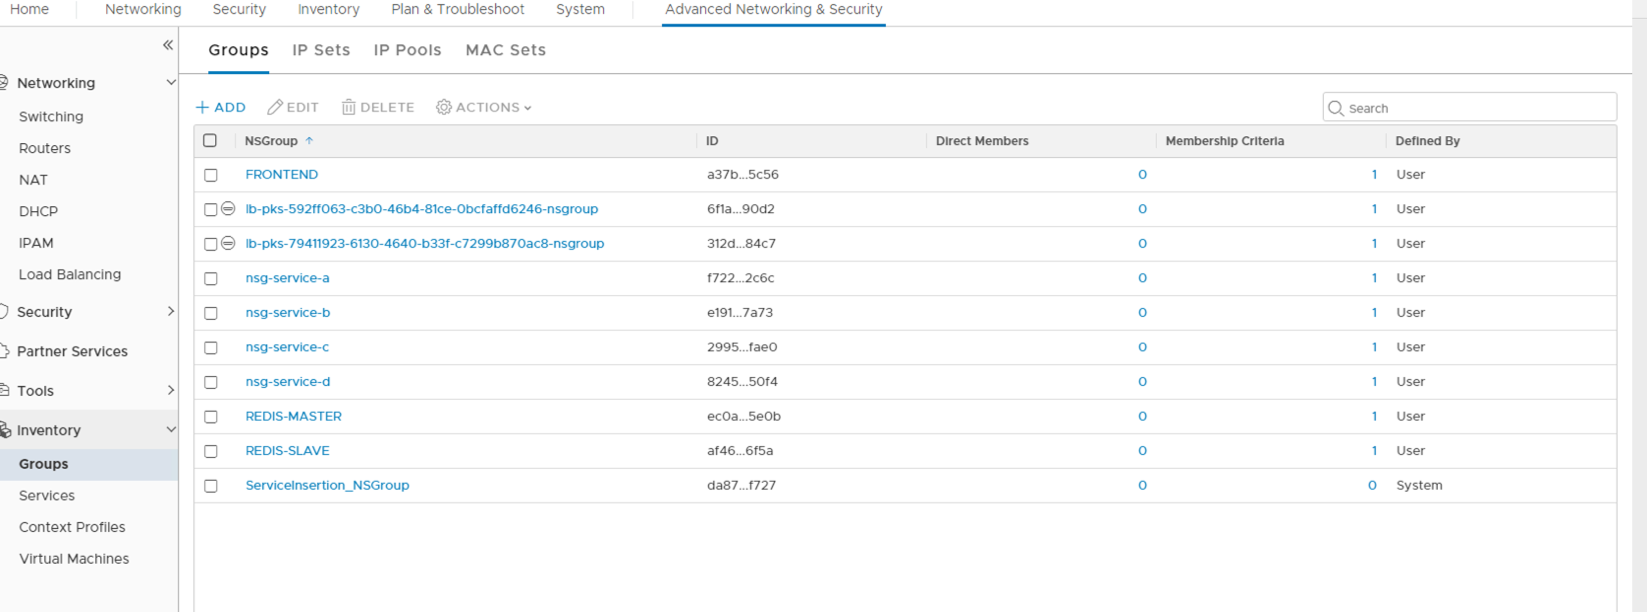 Home Networking Security Inventory Plan & Troubleshoot System Advanced Networking & Security
Groups IP Sets IP Pools MAC Sets
Networking
Switching
Routers
NAT
DHCP
IPAM
Load Balancing
Security
Partner Services
Tools
Inventory
Groups
Services
Context Profiles
Virtual Machines
+ ADD EDIT DELETE ACTIONS Search
NSGroup ID Direct Members Membership Criteria Defined By
FRONTEND a37b...5c56 0 1 User
lb-pks-592ff063-c3b0-46b4-81ce-0bcfaffd6246-nsgroup 6f1a...90d2 0 1 User
lb-pks-79411923-6130-4640-b33f-c7299b870ac8-nsgroup 312d...84c7 0 1 User
nsg-service-a f722...2c6c 0 1 User
nsg-service-b e191...7a73 0 1 User
nsg-service-c 2995...fae0 0 1 User
nsg-service-d 8245...50f4 0 1 User
REDIS-MASTER ec0a...5e0b 0 1 User
REDIS-SLAVE af46...6f5a 0 1 User
ServiceInsertion_NSGroup da87...f727 0 0 System